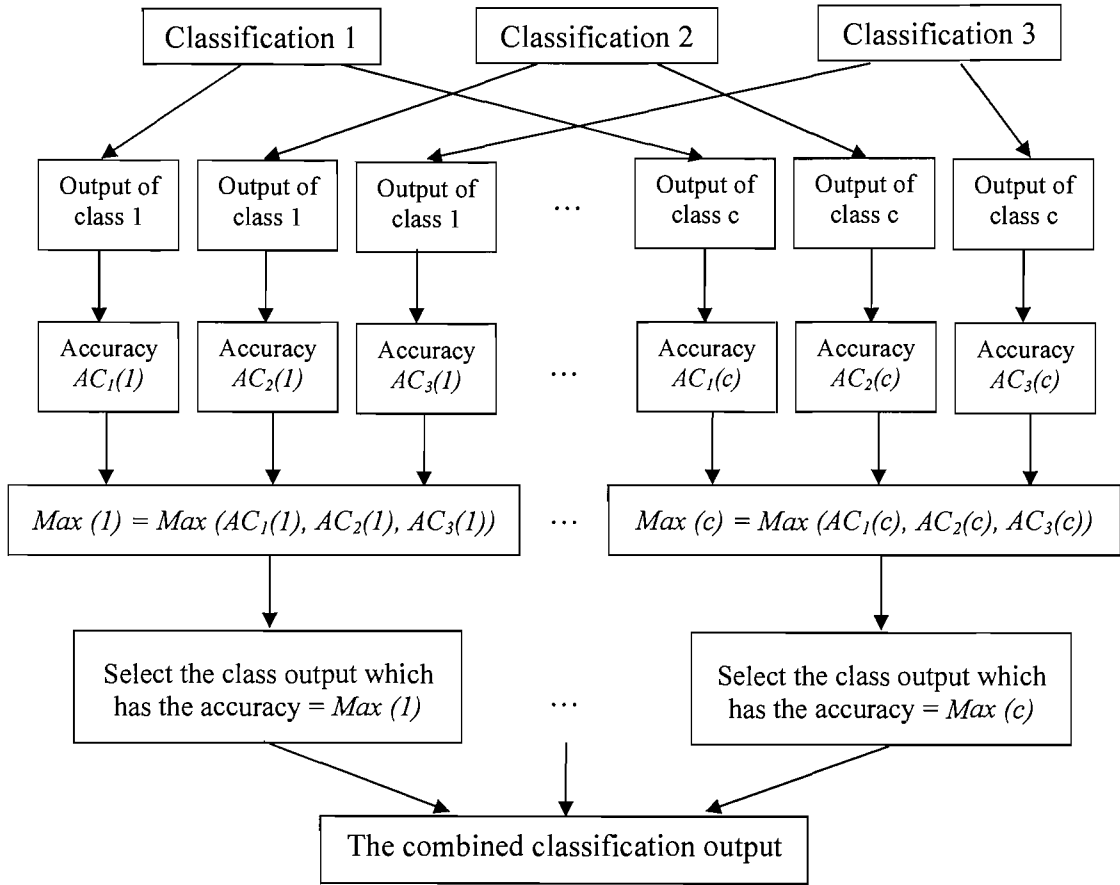 Classification 1
Classification 2
Classification 3
Output of
class 1
Output of
class 1
Output of
class 1
...
Output of
class c
Output of
class c
Output of
class c
Accuracy
AC₁(1)
Accuracy
AC₂(1)
Accuracy
AC₃(1)
...
Accuracy
AC₁(c)
Accuracy
AC₂(c)
Accuracy
AC₃(c)
Max (1) = Max (AC₁(1), AC₂(1), AC₃(1))
...
Max (c) = Max (AC₁(c), AC₂(c), AC₃(c))
Select the class output which
has the accuracy = Max (1)
...
Select the class output which
has the accuracy = Max (c)
The combined classification output